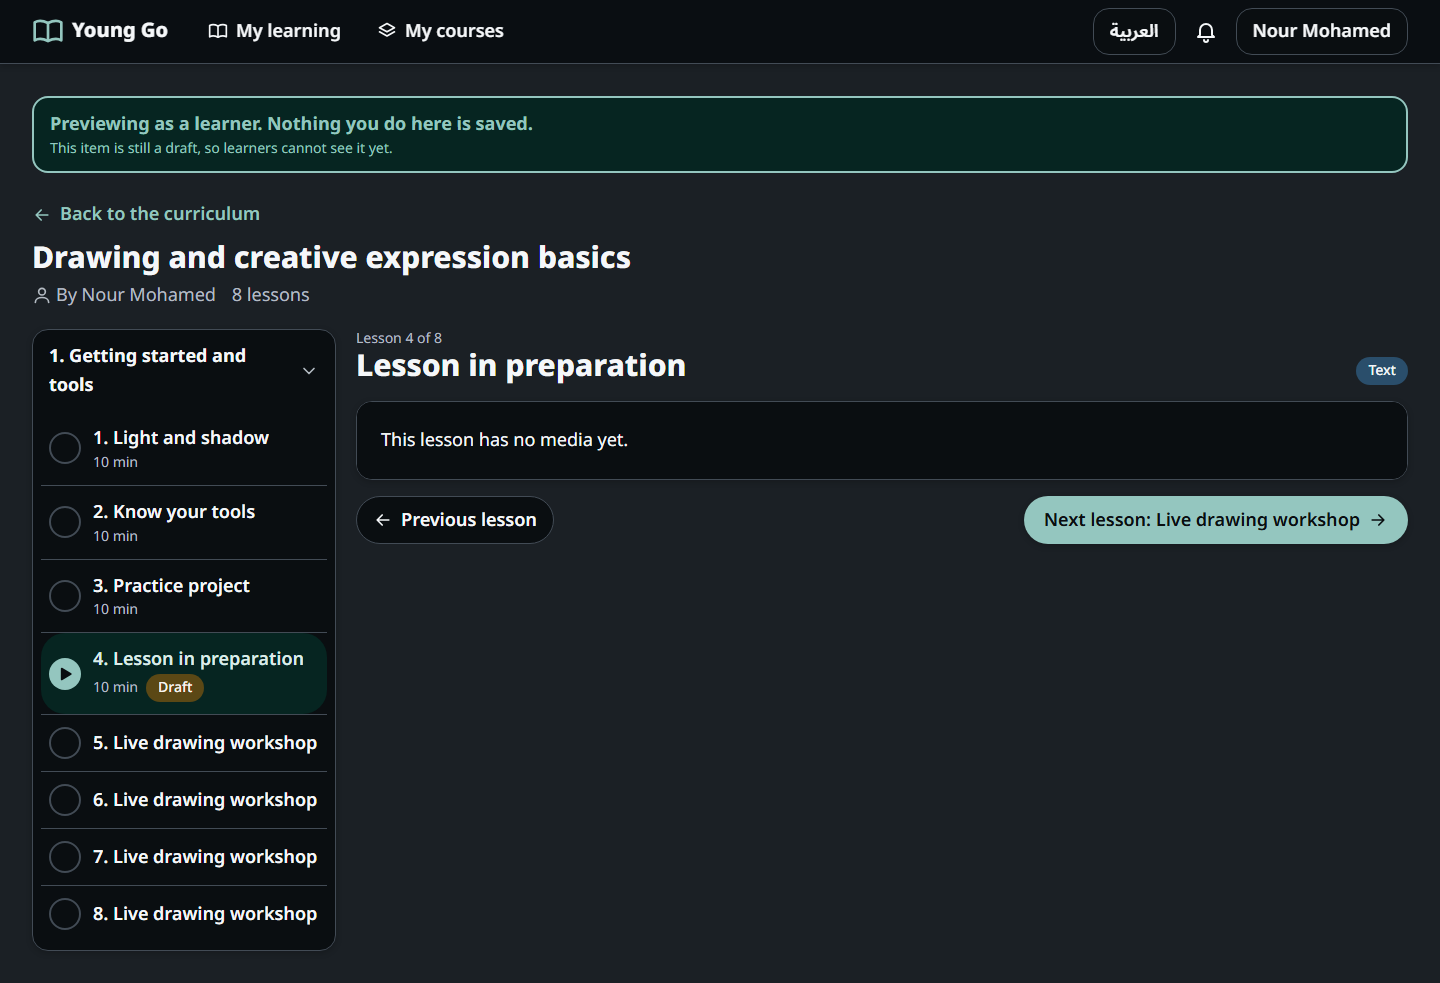 Young Go
My learning
My courses
العربية
Nour Mohamed
Previewing as a learner. Nothing you do here is saved.
This item is still a draft, so learners cannot see it yet.
Back to the curriculum
Drawing and creative expression basics
By Nour Mohamed 8 lessons
1. Getting started and
tools
1. Light and shadow
10 min
2. Know your tools
10 min
3. Practice project
10 min
4. Lesson in preparation
10 min Draft
5. Live drawing workshop
6. Live drawing workshop
7. Live drawing workshop
8. Live drawing workshop
Lesson 4 of 8
Lesson in preparation
Text
This lesson has no media yet.
Previous lesson
Next lesson: Live drawing workshop